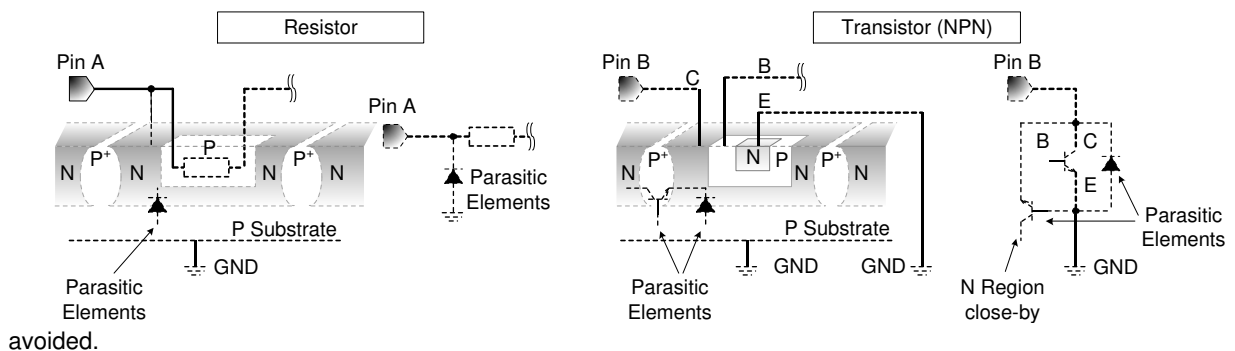 Resistor
Transistor (NPN)
Pin A
Pin B
C
B
E
Pin B
Pin A
N
P+
N
P
N
P+
N
Parasitic
Elements
N
P+
N
N
P
N
P+
N
B
C
E
P Substrate
GND
Parasitic
Elements
P Substrate
GND
GND
Parasitic
Elements
Parasitic
Elements
GND
N Region
close-by
avoided.